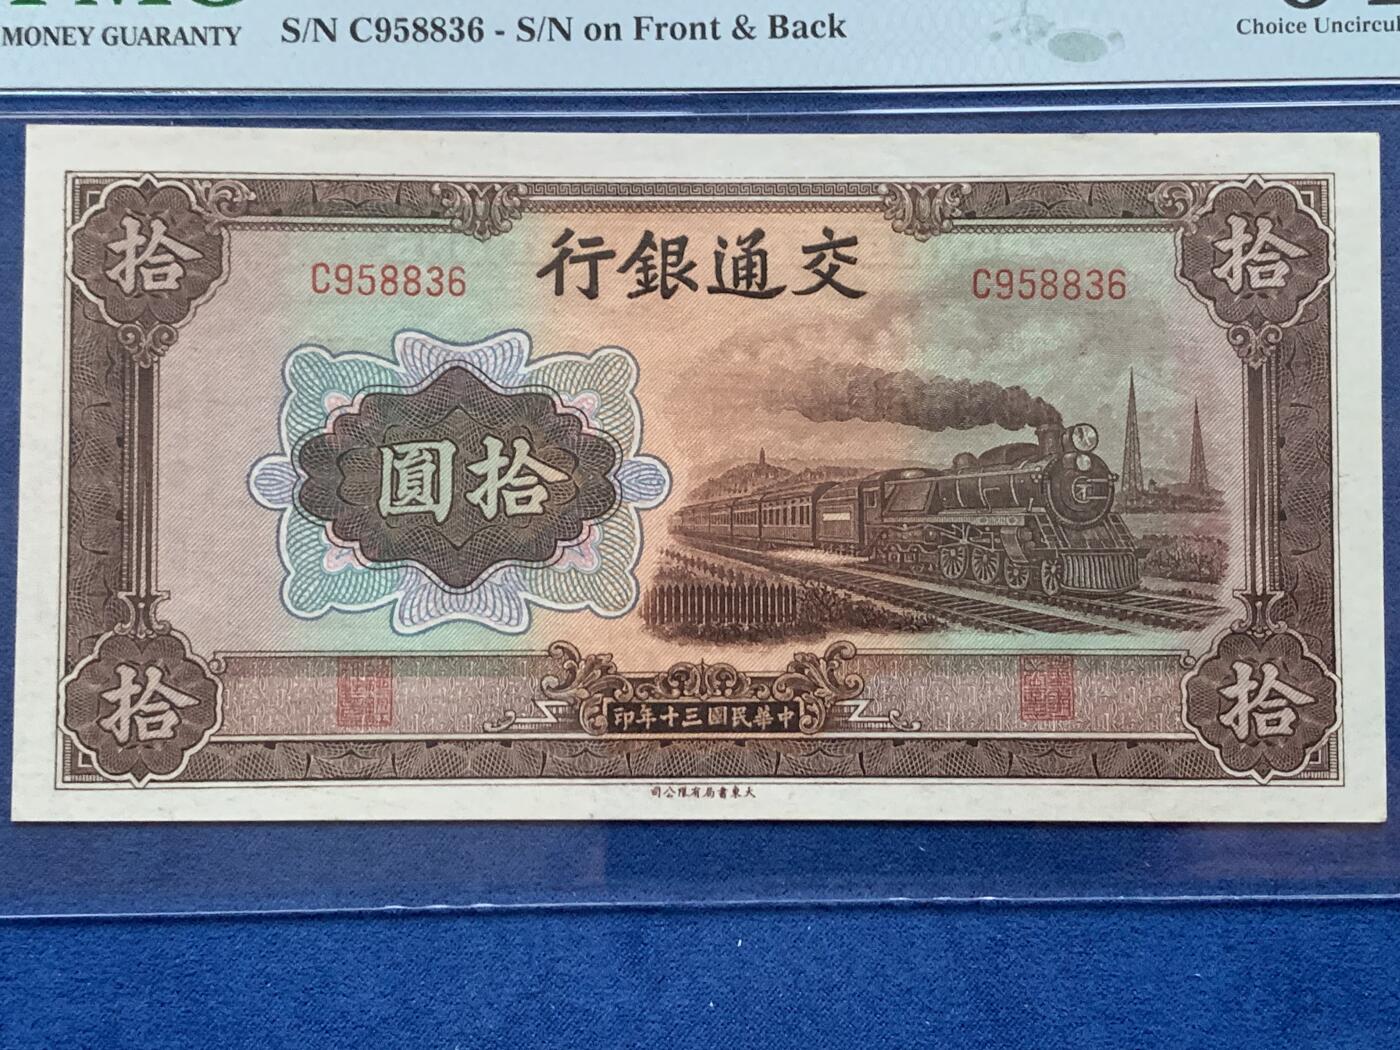 MONEY GUARANTY
S/N C958836 - S/N on Front & Back
Choice Uncircul
拾
拾
交通銀行
C958836
C958836
拾圓
中華民國三十年印
拾
拾
大東書局有限公司